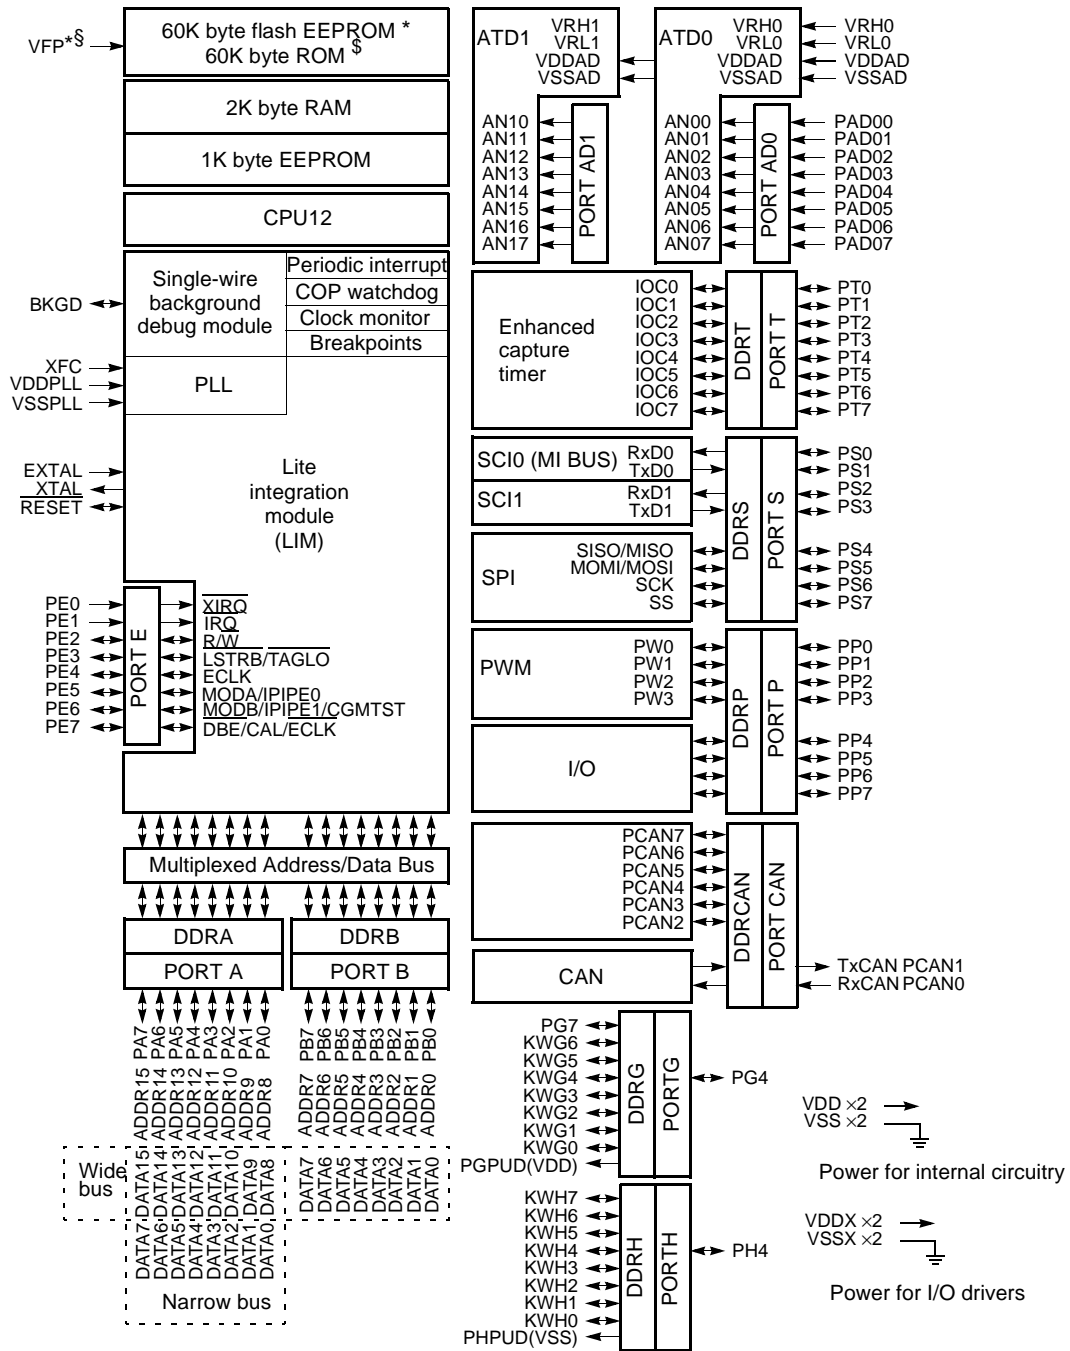 VFP*§
60K byte flash EEPROM *
60K byte ROM $
2K byte RAM
1K byte EEPROM
CPU12
Single-wire
background
debug module
Periodic interrupt
COP watchdog
Clock monitor
Breakpoints
BKGD
XFC
VDDPLL
VSSPLL
PLL
EXTAL
XTAL
RESET
Lite
integration
module
(LIM)
PE0
PE1
PE2
PE3
PE4
PE5
PE6
PE7
PORT E
XIRQ
IRQ
R/W
LSTRB/TAGLO
ECLK
MODA/IPIPE0
MODB/IPIPE1/CGMTST
DBE/CAL/ECLK
Multiplexed Address/Data Bus
DDRA
DDRB
PORT A
PORT B
PA7
PA6
PA5
PA4
PA3
PA2
PA1
PA0
PB7
PB6
PB5
PB4
PB3
PB2
PB1
PB0
ADDR15
ADDR14
ADDR13
ADDR12
ADDR11
ADDR10
ADDR9
ADDR8
ADDR7
ADDR6
ADDR5
ADDR4
ADDR3
ADDR2
ADDR1
ADDR0
Wide
bus
DATA15
DATA14
DATA13
DATA12
DATA11
DATA10
DATA9
DATA8
DATA7
DATA6
DATA5
DATA4
DATA3
DATA2
DATA1
DATA0
DATA7
DATA6
DATA5
DATA4
DATA3
DATA2
DATA1
DATA0
Narrow bus
ATD1
VRH1
VRL1
VDDAD
VSSAD
AN10
AN11
AN12
AN13
AN14
AN15
AN16
AN17
PORT AD1
ATD0
VRH0
VRL0
VDDAD
VSSAD
VRH0
VRL0
VDDAD
VSSAD
AN00
AN01
AN02
AN03
AN04
AN05
AN06
AN07
PORT AD0
PAD00
PAD01
PAD02
PAD03
PAD04
PAD05
PAD06
PAD07
Enhanced
capture
timer
IOC0
IOC1
IOC2
IOC3
IOC4
IOC5
IOC6
IOC7
DDRT
PORT T
PT0
PT1
PT2
PT3
PT4
PT5
PT6
PT7
SCI0 (MI BUS)
RxD0
TxD0
SCI1
RxD1
TxD1
SPI
SISO/MISO
MOMI/MOSI
SCK
SS
DDRS
PORT S
PS0
PS1
PS2
PS3
PS4
PS5
PS6
PS7
PWM
PW0
PW1
PW2
PW3
I/O
DDRP
PORT P
PP0
PP1
PP2
PP3
PP4
PP5
PP6
PP7
PCAN7
PCAN6
PCAN5
PCAN4
PCAN3
PCAN2
CAN
DDRCAN
PORT CAN
TxCAN PCAN1
RxCAN PCAN0
PG7
KWG6
KWG5
KWG4
KWG3
KWG2
KWG1
KWG0
PGPUD(VDD)
DDRG
PORTG
PG4
KWH7
KWH6
KWH5
KWH4
KWH3
KWH2
KWH1
KWH0
PHPUD(VSS)
DDRH
PORTH
PH4
VDD ×2
VSS ×2
Power for internal circuitry
VDDX ×2
VSSX ×2
Power for I/O drivers